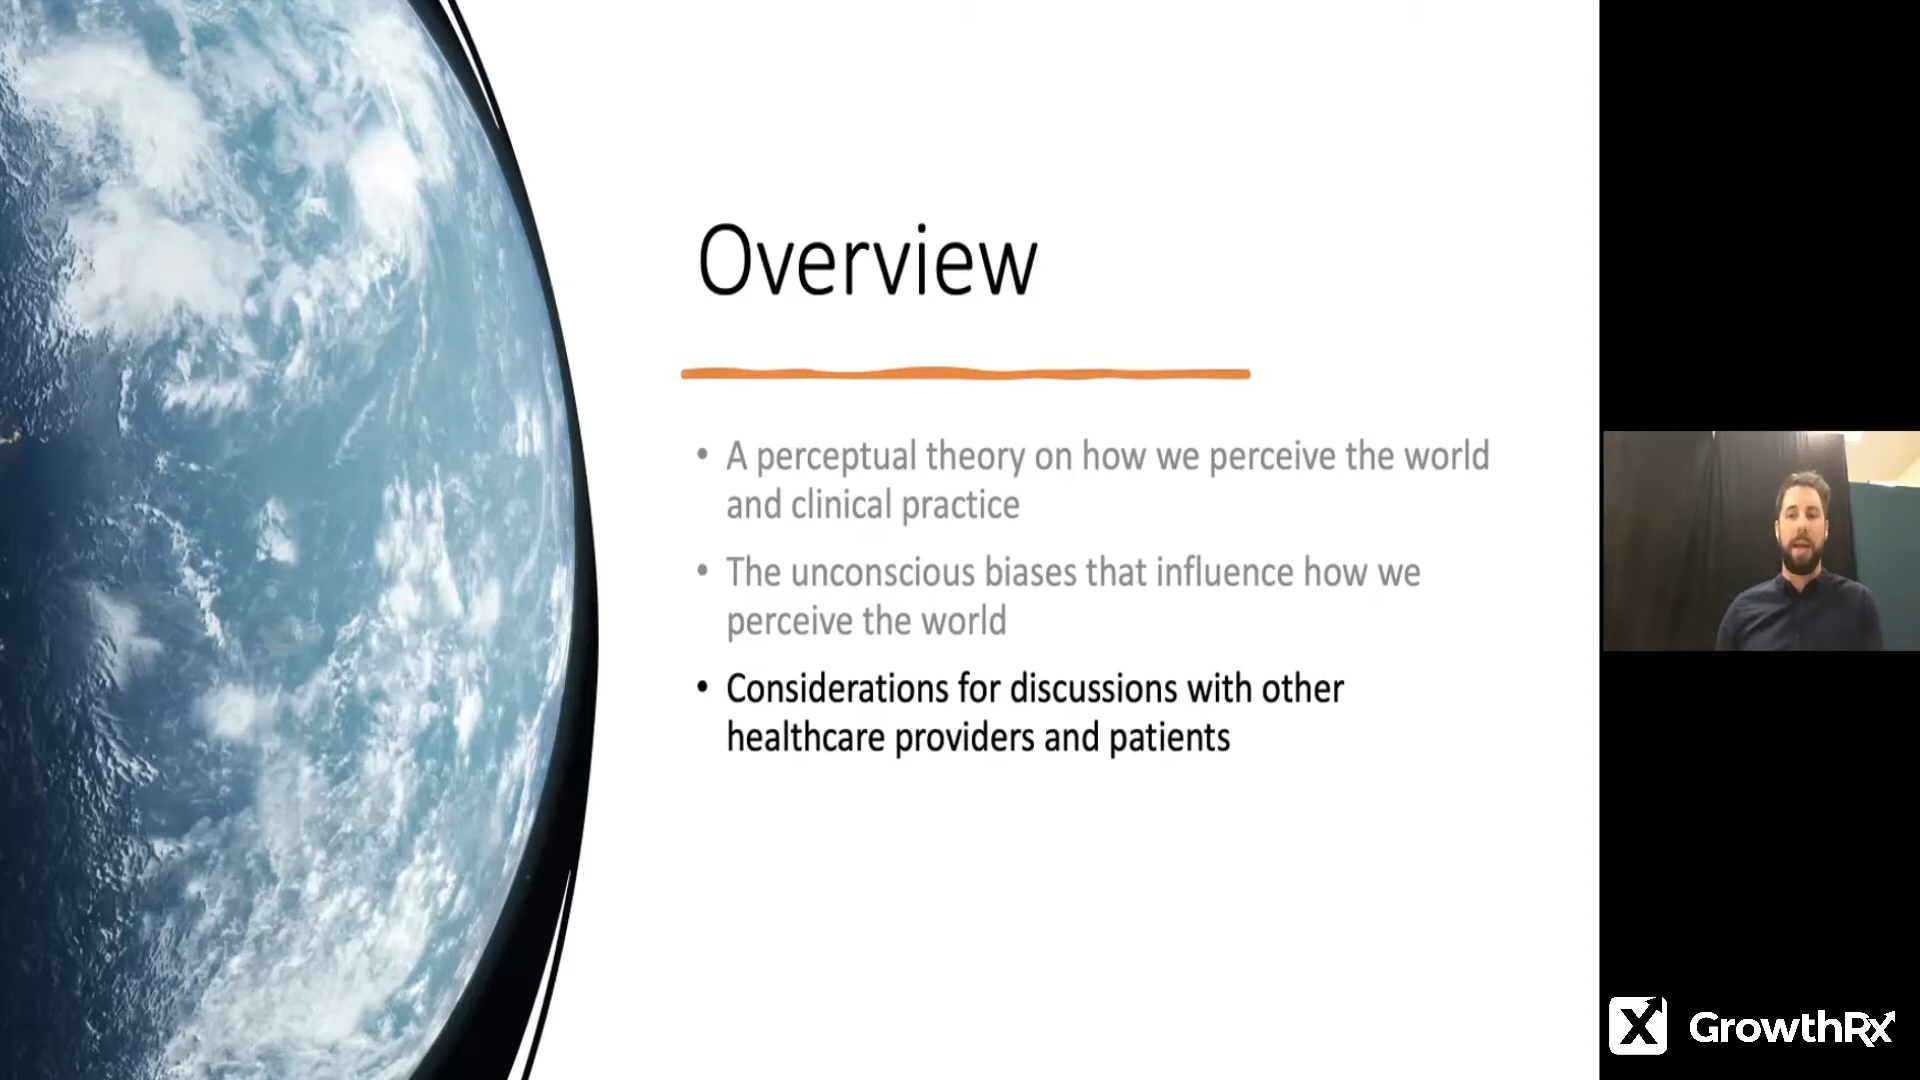 Overview
• A perceptual theory on how we perceive the world
and clinical practice
• The unconscious biases that influence how we
perceive the world
• Considerations for discussions with other
healthcare providers and patients
X GrowthRx